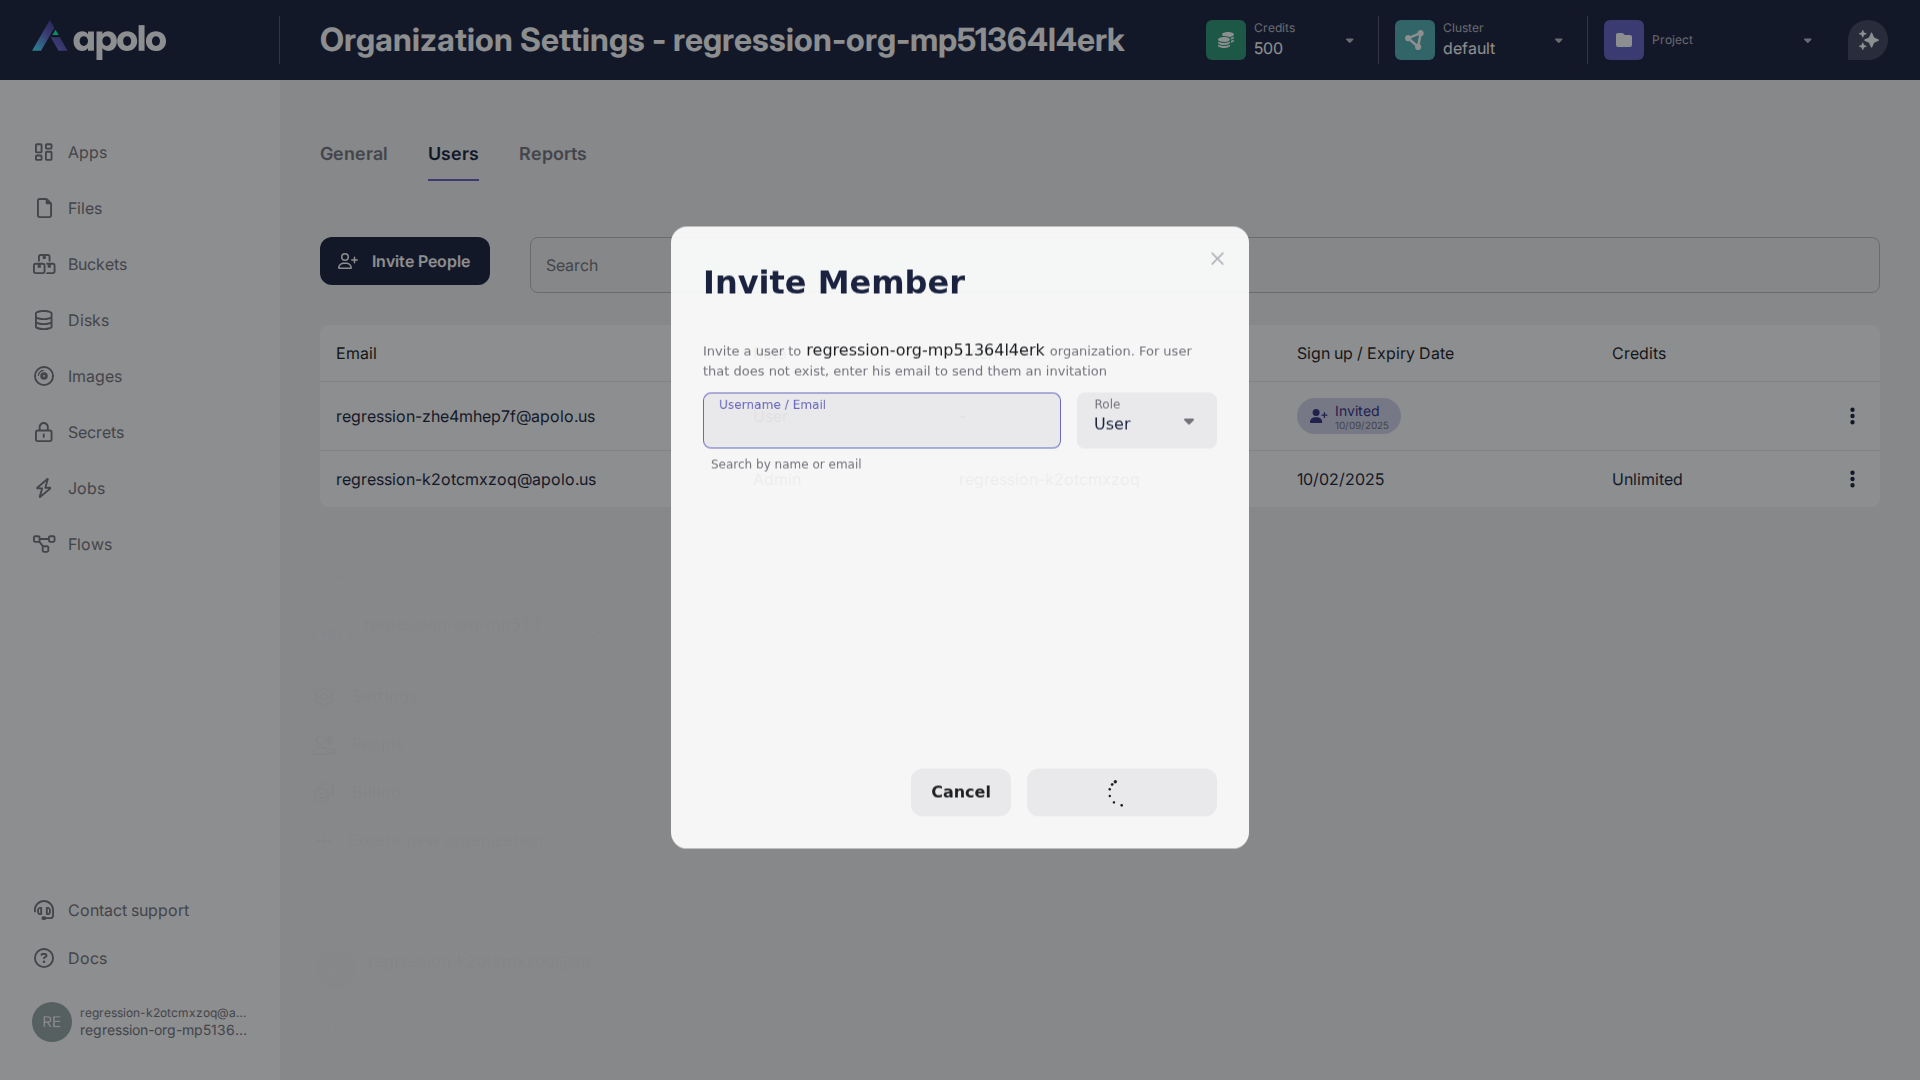 apolo
Organization Settings - regression-org-mp51364l4erk
Credits
500
Cluster
default
Project
Apps
Files
Buckets
Disks
Images
Secrets
Jobs
Flows
Contact support
Docs
RE
regression-k2otcmxzoq@a...
regression-org-mp5136...
General
Users
Reports
Invite People
Search
Email
Sign up / Expiry Date
Credits
regression-zhe4mhep7f@apolo.us
User
-
Invited
10/09/2025
regression-k2otcmxzoq@apolo.us
Admin
regression-k2otcmxzoq
10/02/2025
Unlimited
Invite Member
Invite a user to regression-org-mp51364l4erk organization. For user
that does not exist, enter his email to send them an invitation
Username / Email
Role
User
Search by name or email
Cancel